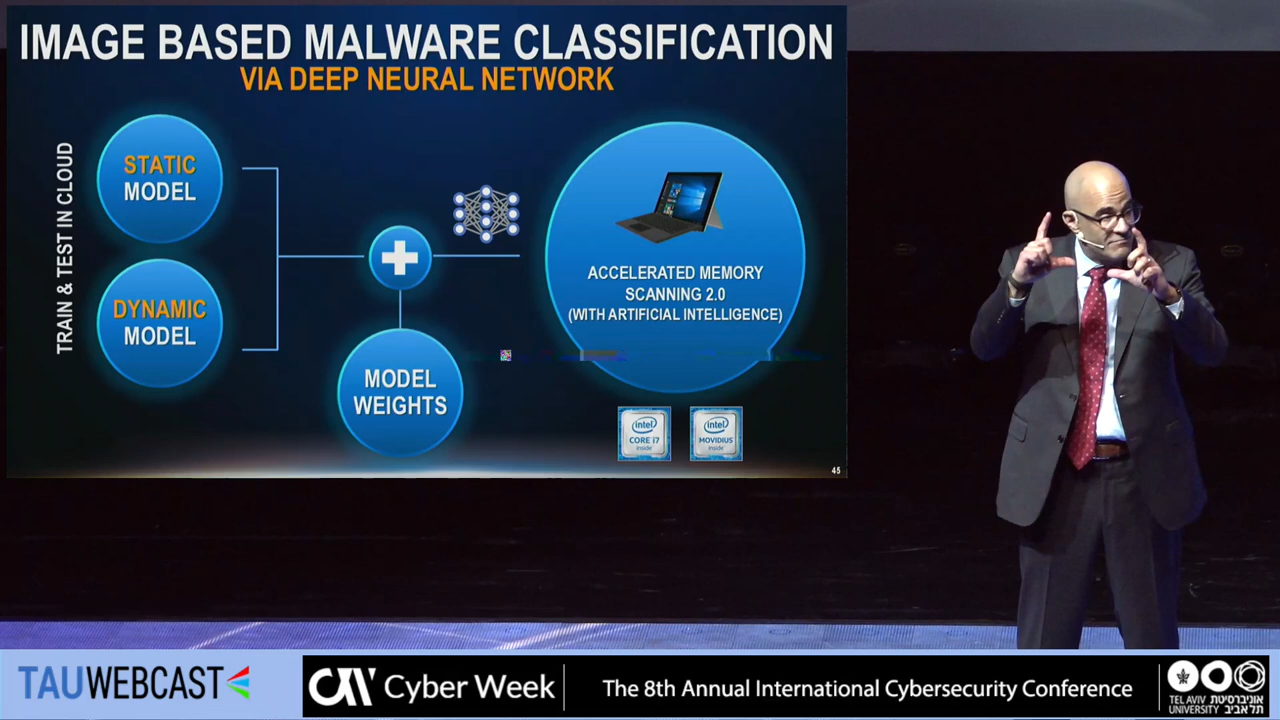 IMAGE BASED MALWARE CLASSIFICATION
VIA DEEP NEURAL NETWORK
TRAIN & TEST IN CLOUD
STATIC
MODEL
DYNAMIC
MODEL
MODEL
WEIGHTS
ACCELERATED MEMORY
SCANNING 2.0
(WITH ARTIFICIAL INTELLIGENCE)
intel
CORE i7
inside
intel
MOVIDIUS
inside
45
TAUWEBCAST
CW Cyber Week
The 8th Annual International Cybersecurity Conference
TEL AVIV אוניברסיטת
UNIVERSITY תל אביב